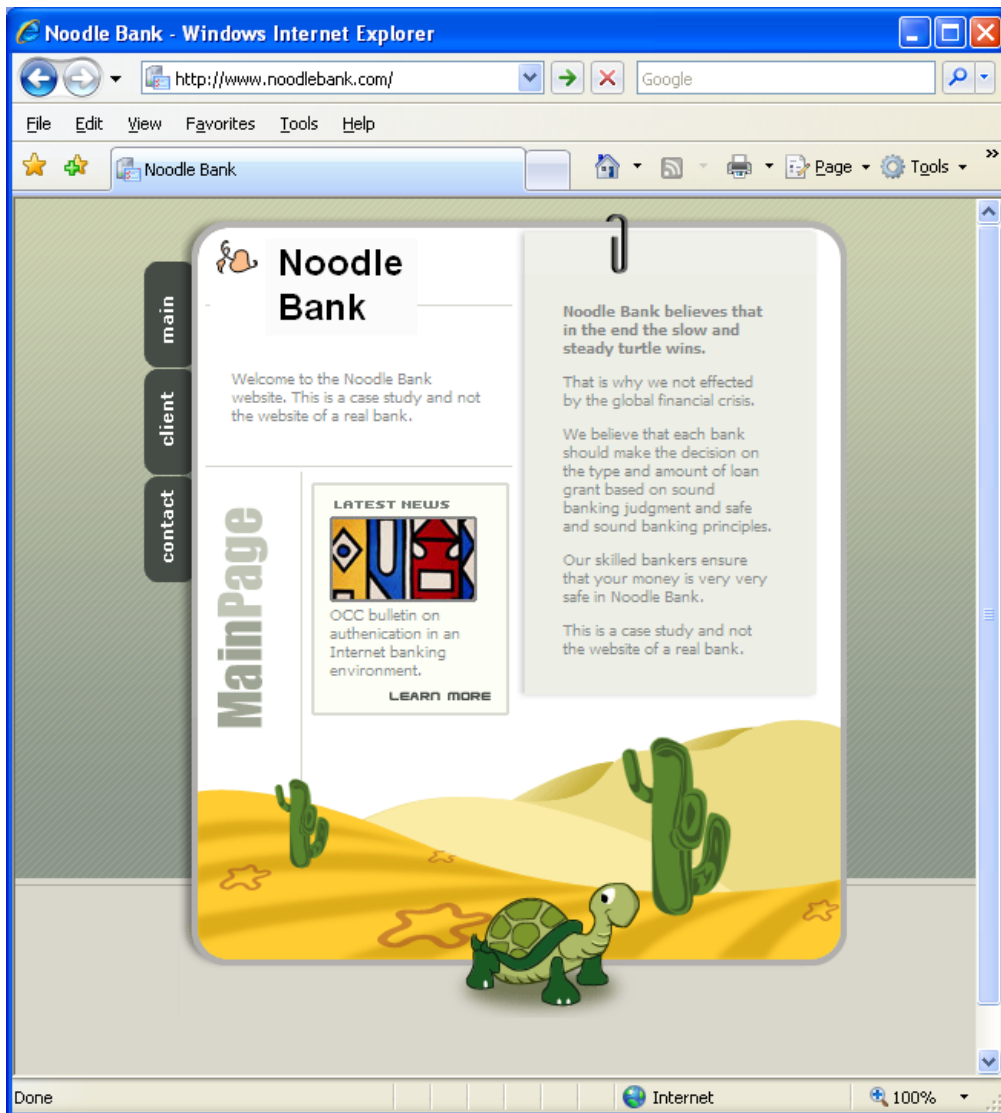 Noodle Bank - Windows Internet Explorer
http://www.noodlebank.com/
Google
File Edit View Favorites Tools Help
Noodle Bank
Page Tools »
main
client
contact
Noodle
Bank
Welcome to the Noodle Bank
website. This is a case study and not
the website of a real bank.
MainPage
LATEST NEWS
OCC bulletin on
authenication in an
Internet banking
environment.
LEARN MORE
Noodle Bank believes that
in the end the slow and
steady turtle wins.
That is why we not effected
by the global financial crisis.
We believe that each bank
should make the decision on
the type and amount of loan
grant based on sound
banking judgment and safe
and sound banking principles.
Our skilled bankers ensure
that your money is very very
safe in Noodle Bank.
This is a case study and not
the website of a real bank.
Done
Internet
100%